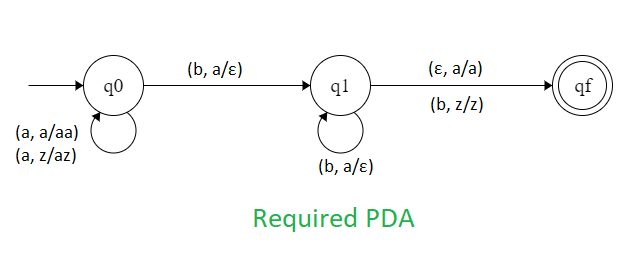 (b, a/ε)
(ε, a/a)
q0
q1
qf
(b, z/z)
(a, a/aa)
(a, z/az)
(b, a/ε)
Required PDA